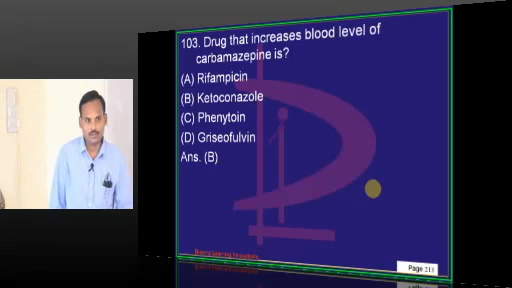 103. Drug that increases blood level of
carbamazepine is?
(A) Rifampicin
(B) Ketoconazole
(C) Phenytoin
(D) Griseofulvin
Ans. (B)
Page 211